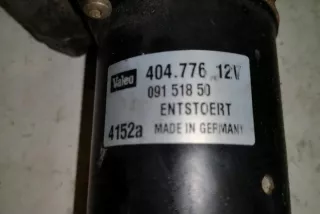 Valeo 404.776 12V
091 518 50
ENTSTOERT
4152a MADE IN GERMANY